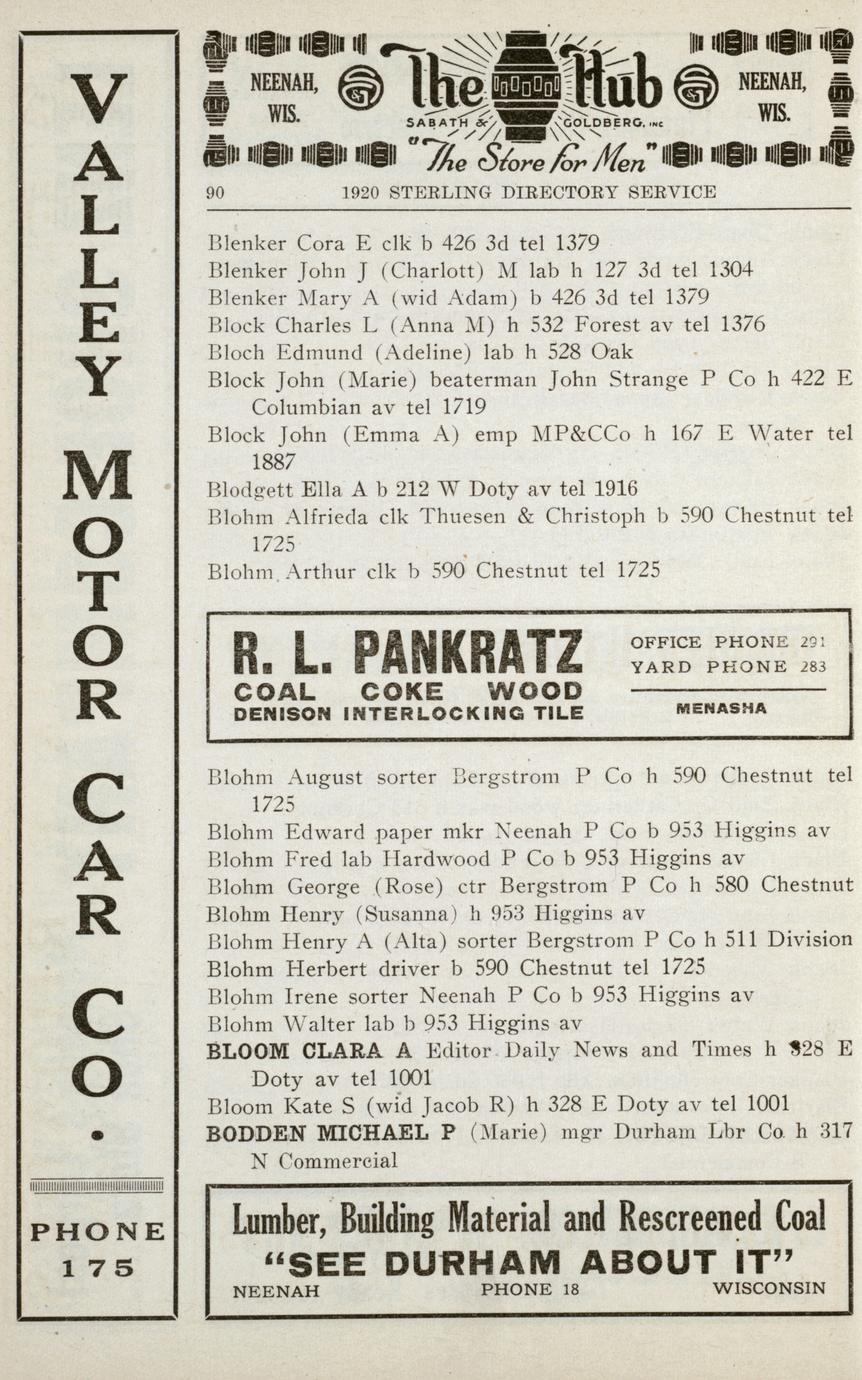 VALLEY MOTOR CAR CO.
PHONE
175
NEENAH,
WIS.
The Hub
SABATH & GOLDBERG, INC
"The Store for Men"
NEENAH,
WIS.
90 1920 STERLING DIRECTORY SERVICE
Blenker Cora E clk b 426 3d tel 1379
Blenker John J (Charlott) M lab h 127 3d tel 1304
Blenker Mary A (wid Adam) b 426 3d tel 1379
Block Charles L (Anna M) h 532 Forest av tel 1376
Bloch Edmund (Adeline) lab h 528 Oak
Block John (Marie) beaterman John Strange P Co h 422 E
Columbian av tel 1719
Block John (Emma A) emp MP&CCo h 167 E Water tel
1887
Blodgett Ella A b 212 W Doty av tel 1916
Blohm Alfrieda clk Thuesen & Christoph b 590 Chestnut tel
1725
Blohm Arthur clk b 590 Chestnut tel 1725
R. L. PANKRATZ
COAL COKE WOOD
DENISON INTERLOCKING TILE
OFFICE PHONE 291
YARD PHONE 283
MENASHA
Blohm August sorter Bergstrom P Co h 590 Chestnut tel
1725
Blohm Edward paper mkr Neenah P Co b 953 Higgins av
Blohm Fred lab Hardwood P Co b 953 Higgins av
Blohm George (Rose) ctr Bergstrom P Co h 580 Chestnut
Blohm Henry (Susanna) h 953 Higgins av
Blohm Henry A (Alta) sorter Bergstrom P Co h 511 Division
Blohm Herbert driver b 590 Chestnut tel 1725
Blohm Irene sorter Neenah P Co b 953 Higgins av
Blohm Walter lab b 953 Higgins av
BLOOM CLARA A Editor Daily News and Times h 328 E
Doty av tel 1001
Bloom Kate S (wid Jacob R) h 328 E Doty av tel 1001
BODDEN MICHAEL P (Marie) mgr Durham Lbr Co h 317
N Commercial
Lumber, Building Material and Rescreened Coal
"SEE DURHAM ABOUT IT"
NEENAH PHONE 18 WISCONSIN